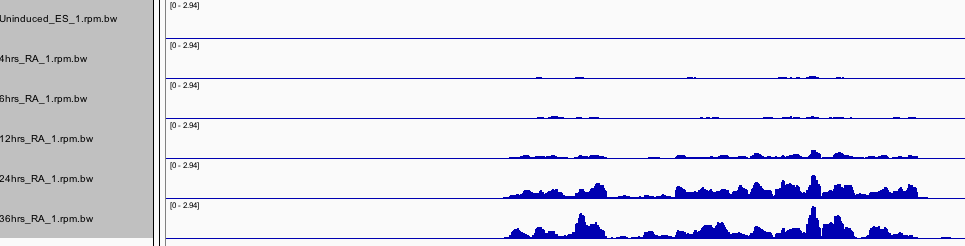 Uninduced_ES_1.rpm.bw
[0 - 2.94]
4hrs_RA_1.rpm.bw
[0 - 2.94]
6hrs_RA_1.rpm.bw
[0 - 2.94]
12hrs_RA_1.rpm.bw
[0 - 2.94]
24hrs_RA_1.rpm.bw
[0 - 2.94]
36hrs_RA_1.rpm.bw
[0 - 2.94]